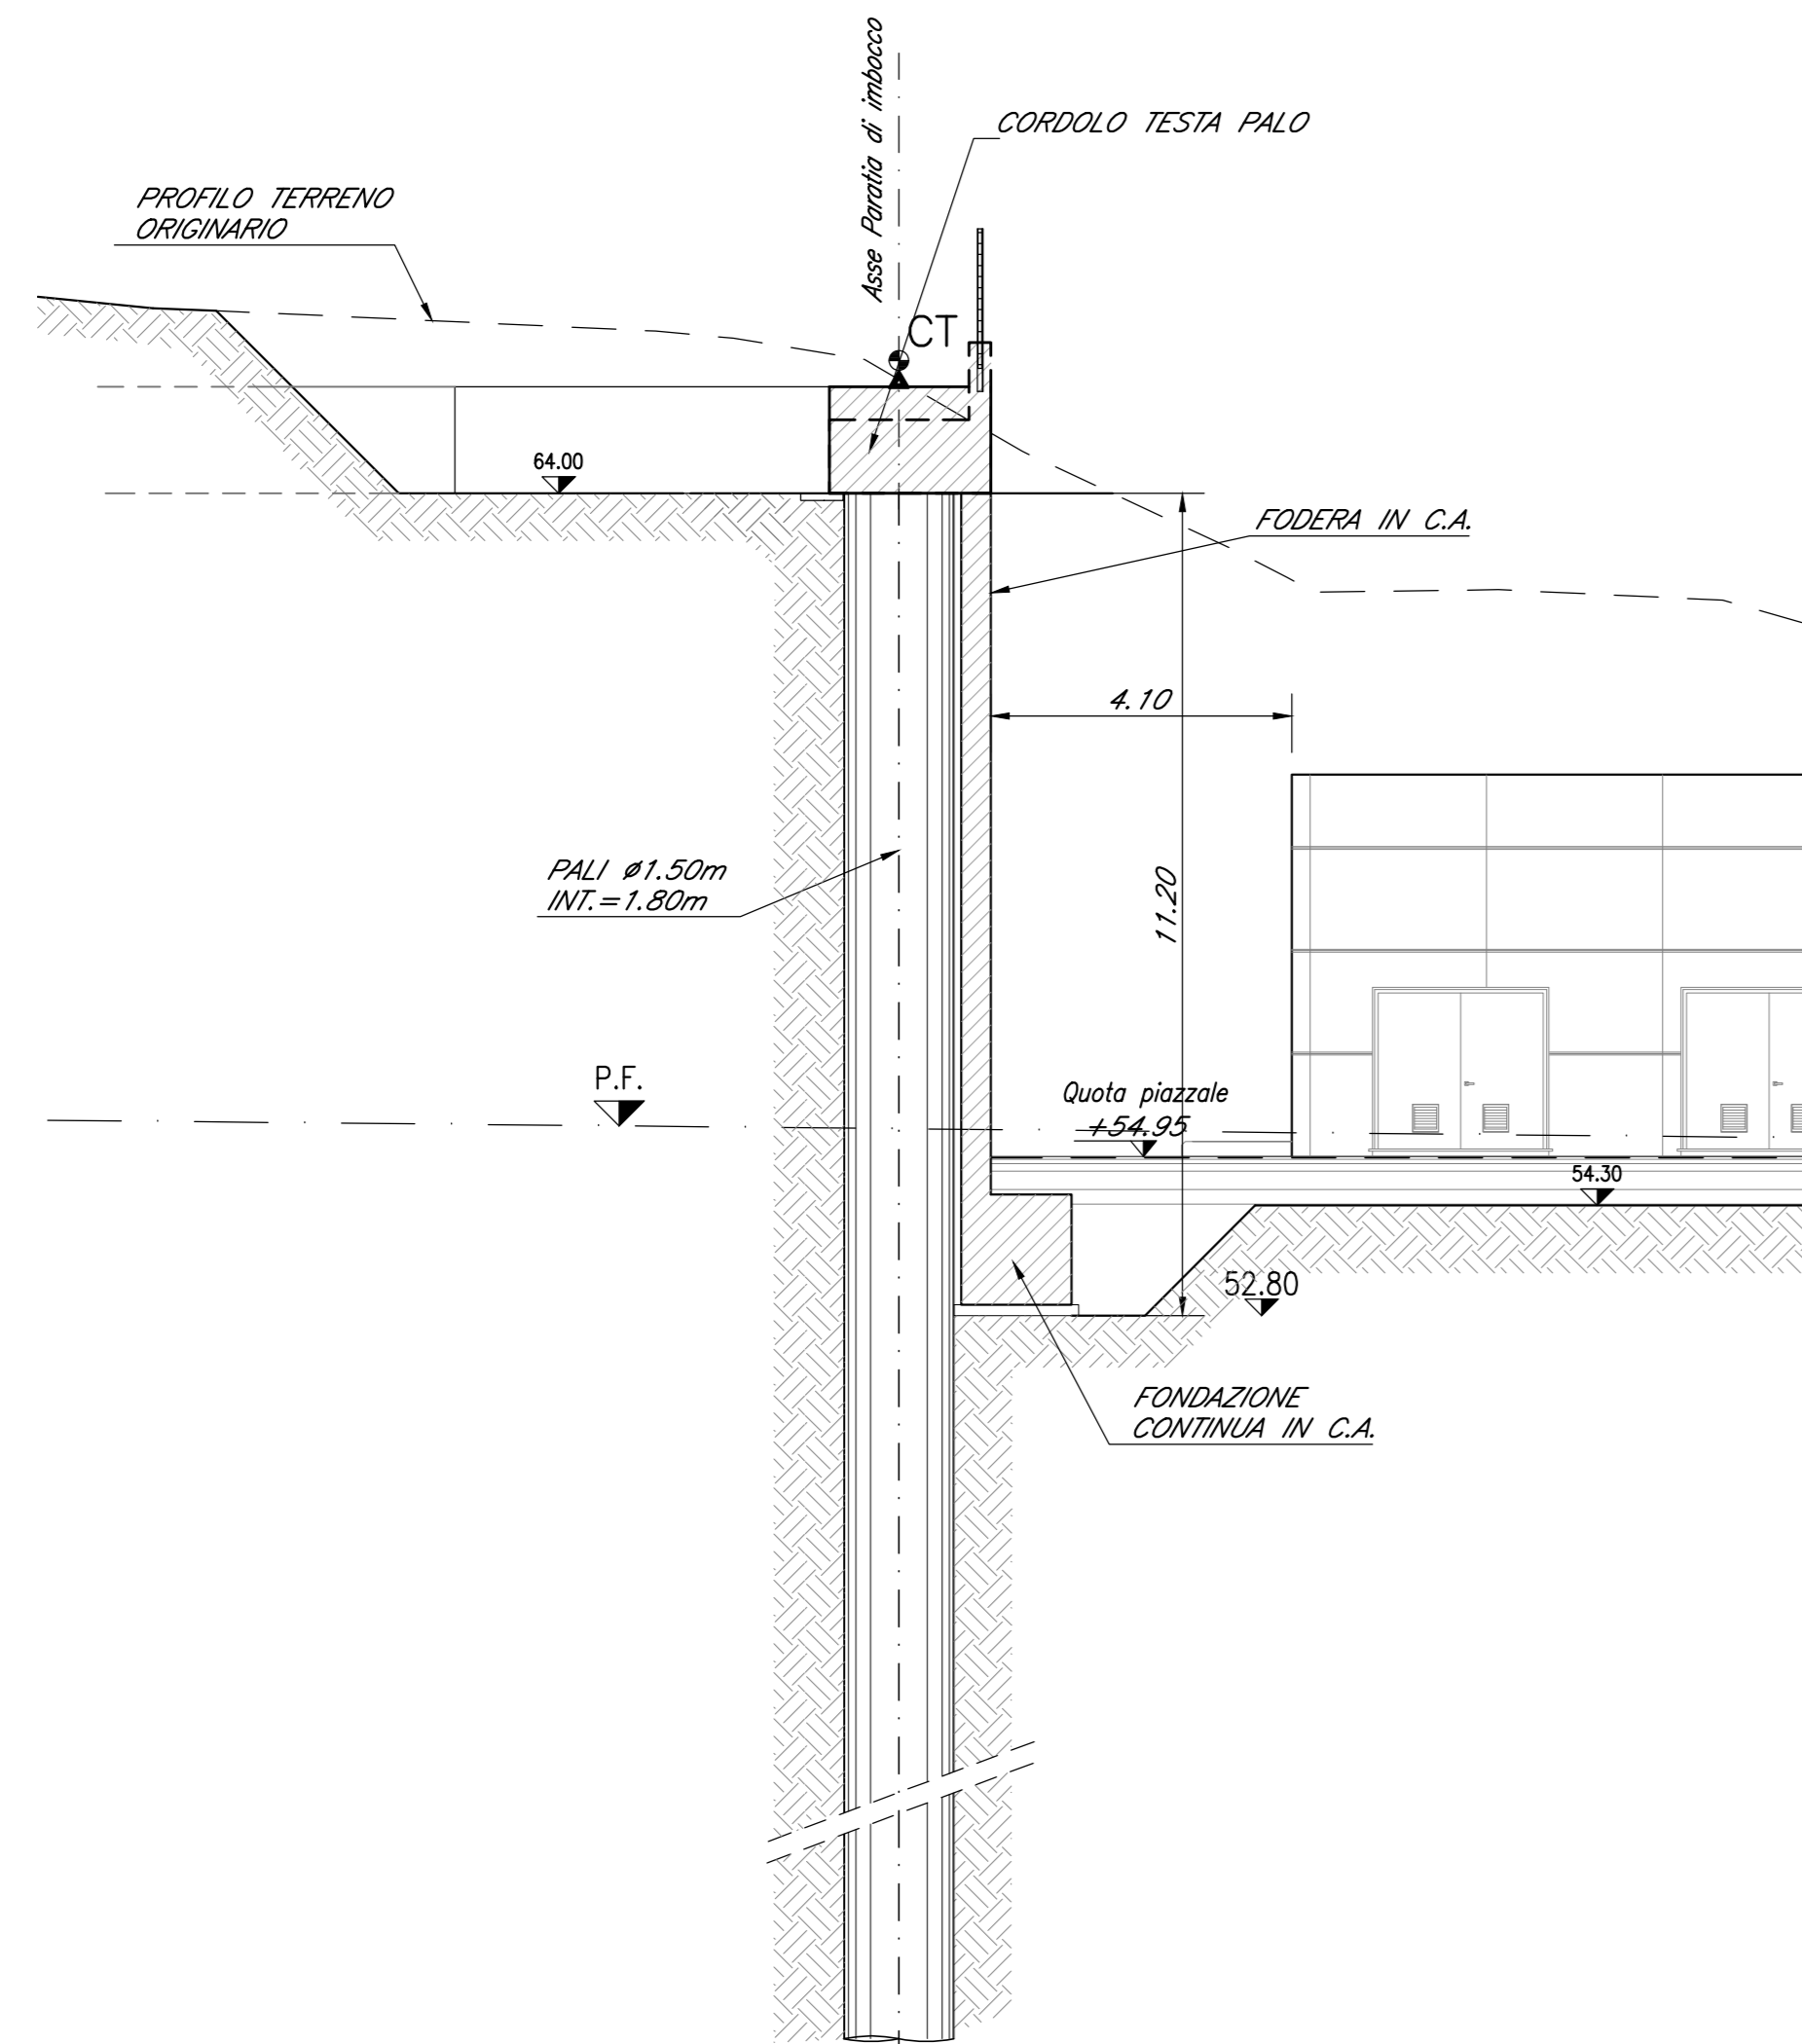 Asse Paratia di imbocco
CORDOLO TESTA PALO
PROFILO TERRENO
ORIGINARIO
CT
64.00
FODERA IN C.A.
4.10
PALI ø1.50m
INT.=1.80m
11.20
P.F.
Quota piazzale
+54.95
54.30
52.80
FONDAZIONE
CONTINUA IN C.A.